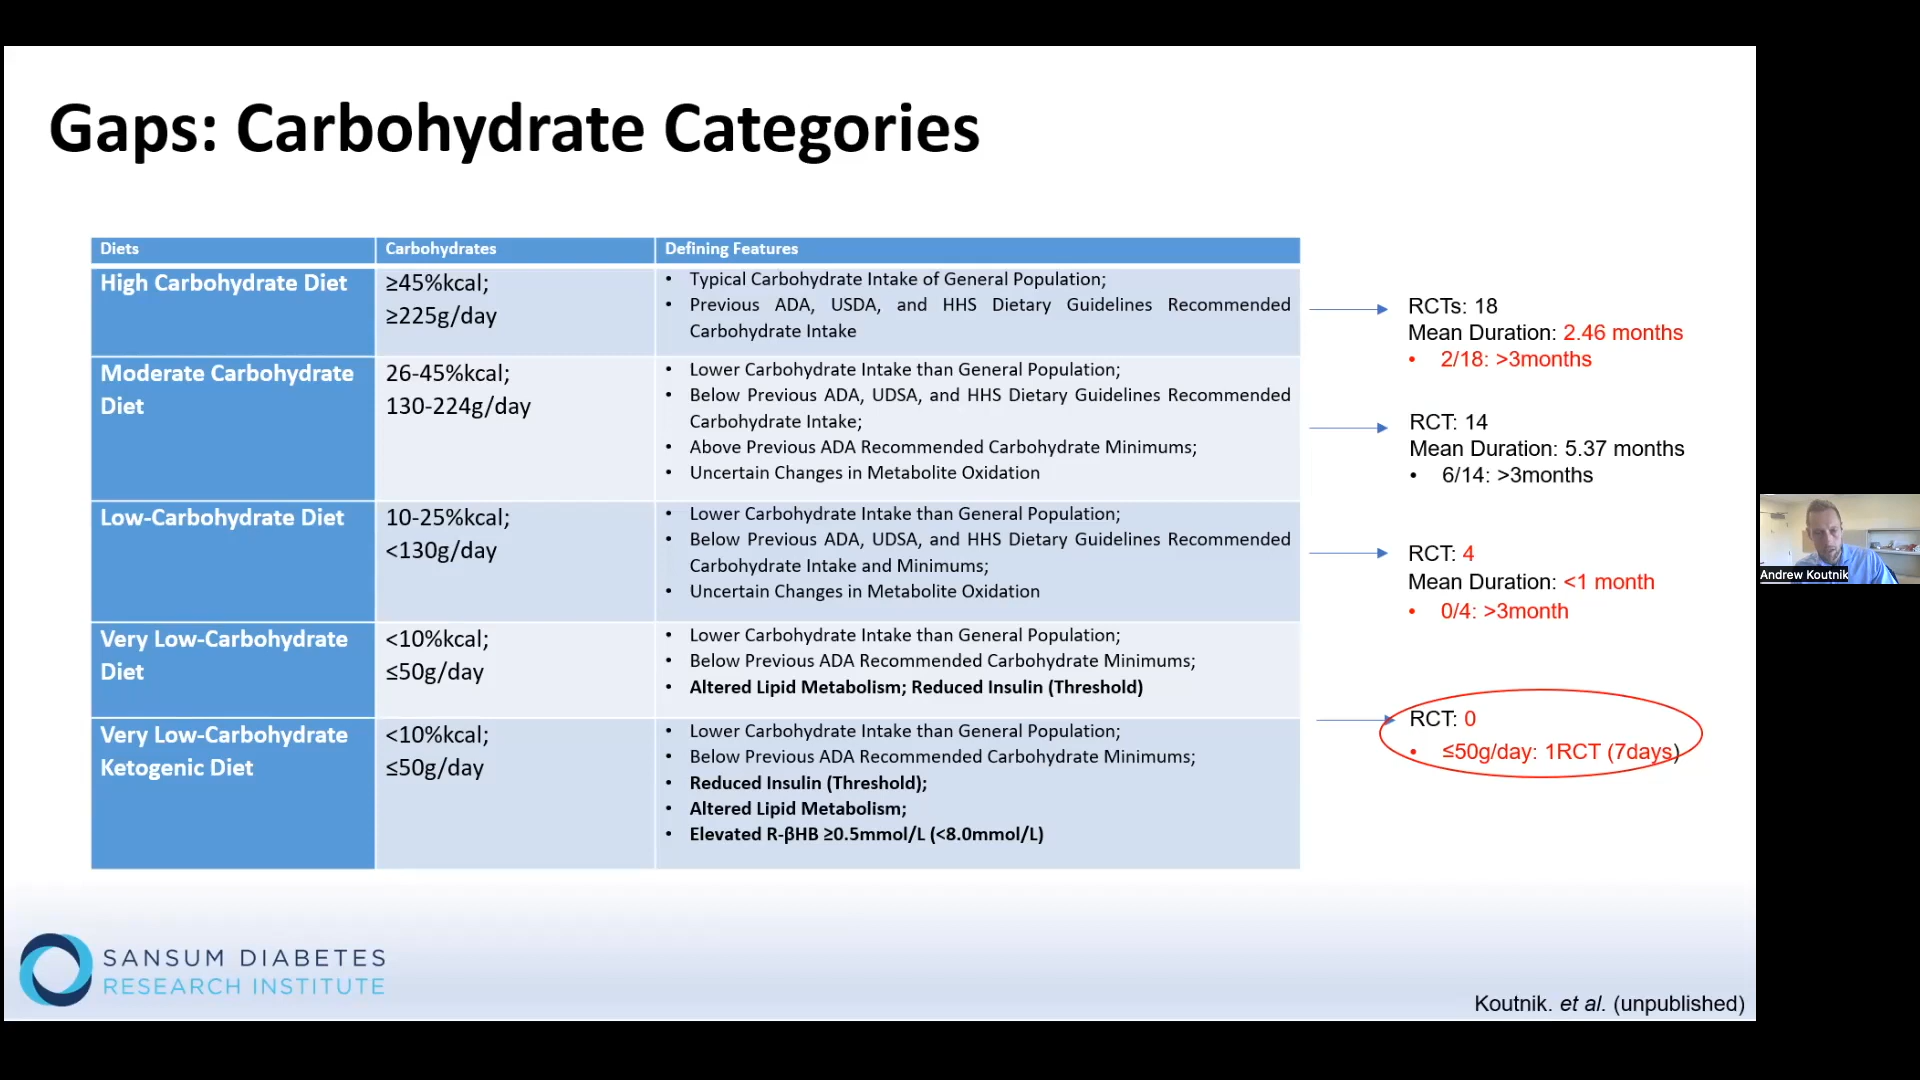 Gaps: Carbohydrate Categories
Diets
Carbohydrates
Defining Features
High Carbohydrate Diet
≥45%kcal;
≥225g/day
• Typical Carbohydrate Intake of General Population;
• Previous ADA, USDA, and HHS Dietary Guidelines Recommended
Carbohydrate Intake
RCTs: 18
Mean Duration: 2.46 months
• 2/18: >3months
Moderate Carbohydrate
Diet
26-45%kcal;
130-224g/day
• Lower Carbohydrate Intake than General Population;
• Below Previous ADA, UDSA, and HHS Dietary Guidelines Recommended
Carbohydrate Intake;
• Above Previous ADA Recommended Carbohydrate Minimums;
• Uncertain Changes in Metabolite Oxidation
RCT: 14
Mean Duration: 5.37 months
• 6/14: >3months
Low-Carbohydrate Diet
10-25%kcal;
<130g/day
• Lower Carbohydrate Intake than General Population;
• Below Previous ADA, UDSA, and HHS Dietary Guidelines Recommended
Carbohydrate Intake and Minimums;
• Uncertain Changes in Metabolite Oxidation
RCT: 4
Mean Duration: <1 month
• 0/4: >3month
Very Low-Carbohydrate
Diet
<10%kcal;
≤50g/day
• Lower Carbohydrate Intake than General Population;
• Below Previous ADA Recommended Carbohydrate Minimums;
• Altered Lipid Metabolism; Reduced Insulin (Threshold)
Very Low-Carbohydrate
Ketogenic Diet
<10%kcal;
≤50g/day
• Lower Carbohydrate Intake than General Population;
• Below Previous ADA Recommended Carbohydrate Minimums;
• Reduced Insulin (Threshold);
• Altered Lipid Metabolism;
• Elevated R-βHB ≥0.5mmol/L (<8.0mmol/L)
RCT: 0
• ≤50g/day: 1RCT (7days)
Andrew Koutnik
SANSUM DIABETES
RESEARCH INSTITUTE
Koutnik. et al. (unpublished)